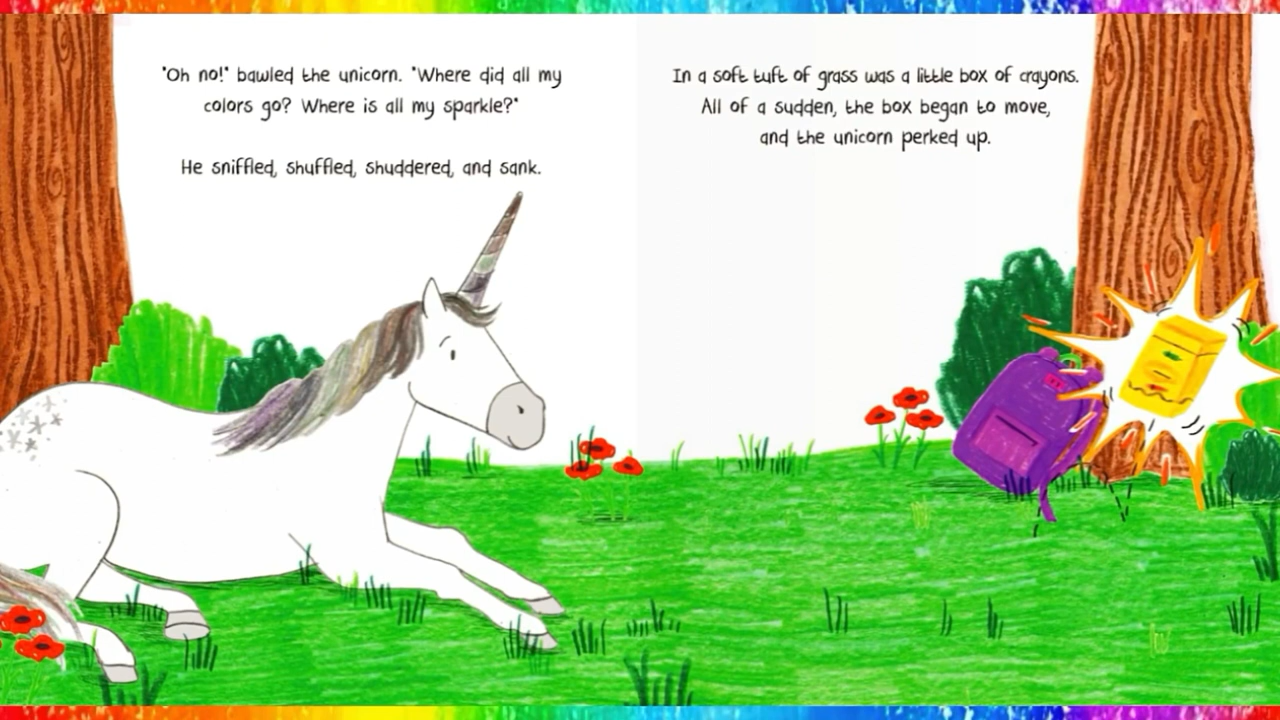 "Oh no!" bawled the unicorn. "Where did all my
colors go? Where is all my sparkle?"
He sniffled, shuffled, shuddered, and sank.
In a soft tuft of grass was a little box of crayons.
All of a sudden, the box began to move,
and the unicorn perked up.